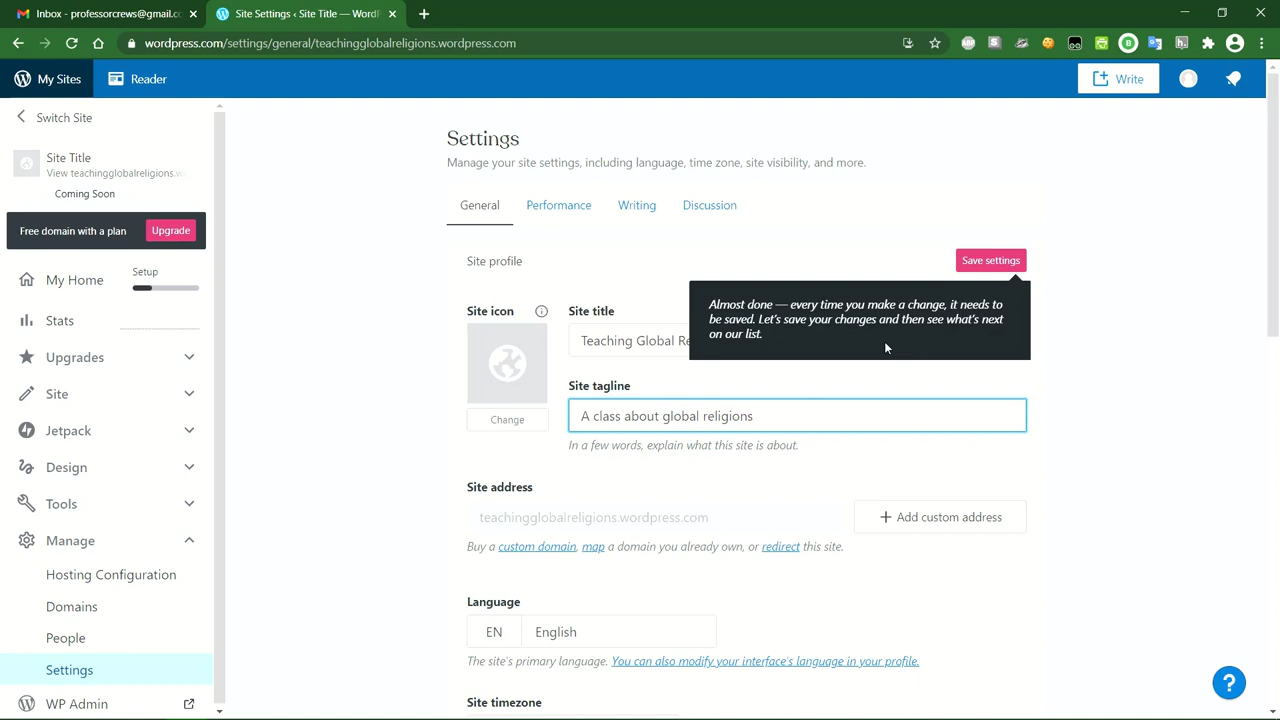 Inbox - professorcrews@gmail.co
Site Settings ‹ Site Title — WordP
wordpress.com/settings/general/teachingglobalreligions.wordpress.com
My Sites
Reader
Write
Switch Site
Site Title
View teachingglobalreligions.w
Coming Soon
Free domain with a plan
Upgrade
My Home
Setup
Stats
Upgrades
Site
Jetpack
Design
Tools
Manage
Hosting Configuration
Domains
People
Settings
WP Admin
Settings
Manage your site settings, including language, time zone, site visibility, and more.
General
Performance
Writing
Discussion
Site profile
Save settings
Almost done — every time you make a change, it needs to
be saved. Let's save your changes and then see what's next
on our list.
Site icon
Change
Site title
Teaching Global Re
Site tagline
A class about global religions
In a few words, explain what this site is about.
Site address
teachingglobalreligions.wordpress.com
+ Add custom address
Buy a custom domain, map a domain you already own, or redirect this site.
Language
EN
English
The site's primary language. You can also modify your interface's language in your profile.
Site timezone
?